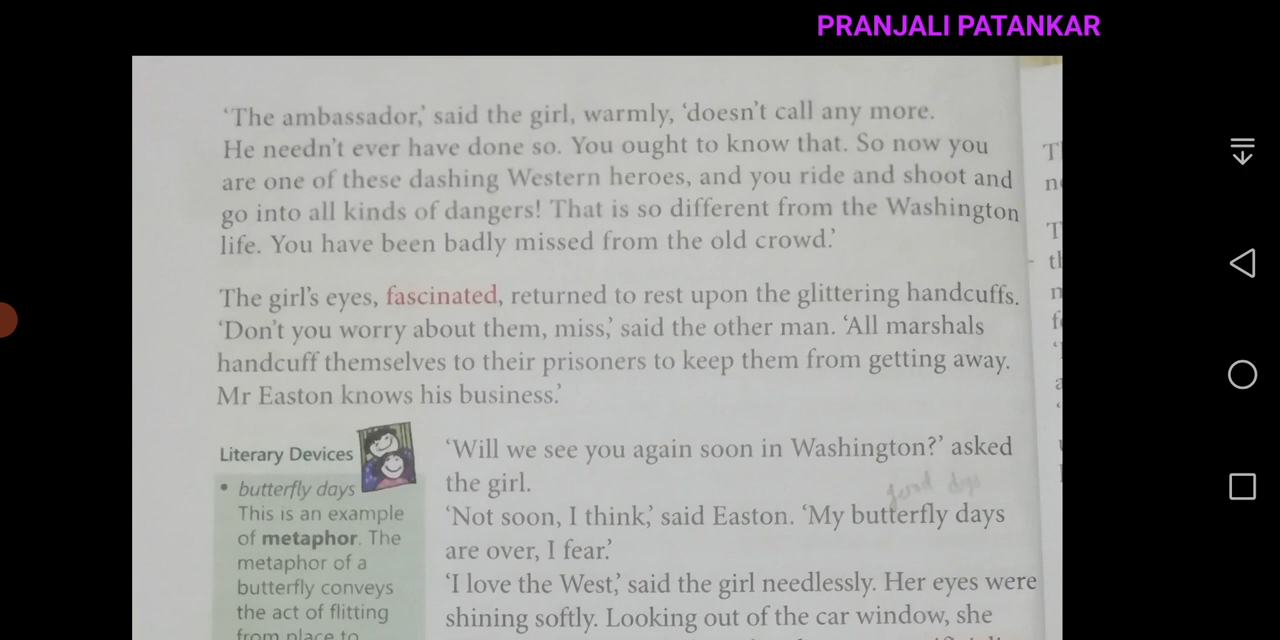 PRANJALI PATANKAR
‘The ambassador,’ said the girl, warmly, ‘doesn’t call any more.
He needn’t ever have done so. You ought to know that. So now you
are one of these dashing Western heroes, and you ride and shoot and
go into all kinds of dangers! That is so different from the Washington
life. You have been badly missed from the old crowd.’
The girl’s eyes, fascinated, returned to rest upon the glittering handcuffs.
‘Don’t you worry about them, miss,’ said the other man. ‘All marshals
handcuff themselves to their prisoners to keep them from getting away.
Mr Easton knows his business.’
Literary Devices
• butterfly days
This is an example
of metaphor. The
metaphor of a
butterfly conveys
the act of flitting
from place to
‘Will we see you again soon in Washington?’ asked
the girl.
good days
‘Not soon, I think,’ said Easton. ‘My butterfly days
are over, I fear.’
‘I love the West,’ said the girl needlessly. Her eyes were
shining softly. Looking out of the car window, she